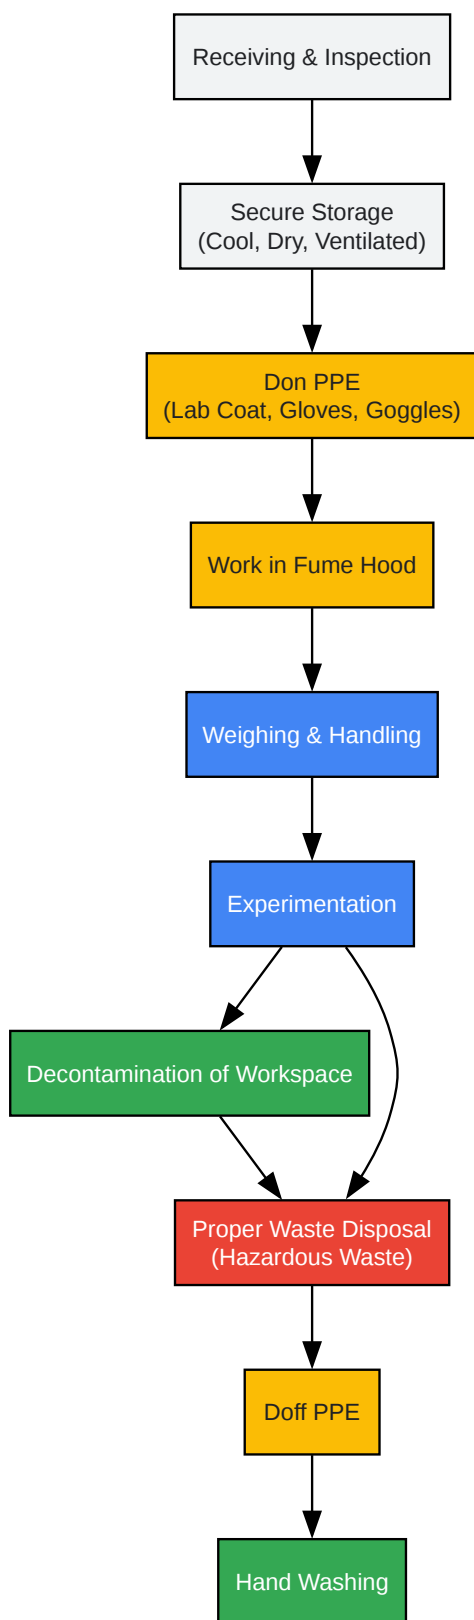 Receiving & Inspection
Secure Storage
(Cool, Dry, Ventilated)
Don PPE
(Lab Coat, Gloves, Goggles)
Work in Fume Hood
Weighing & Handling
Experimentation
Decontamination of Workspace
Proper Waste Disposal
(Hazardous Waste)
Doff PPE
Hand Washing